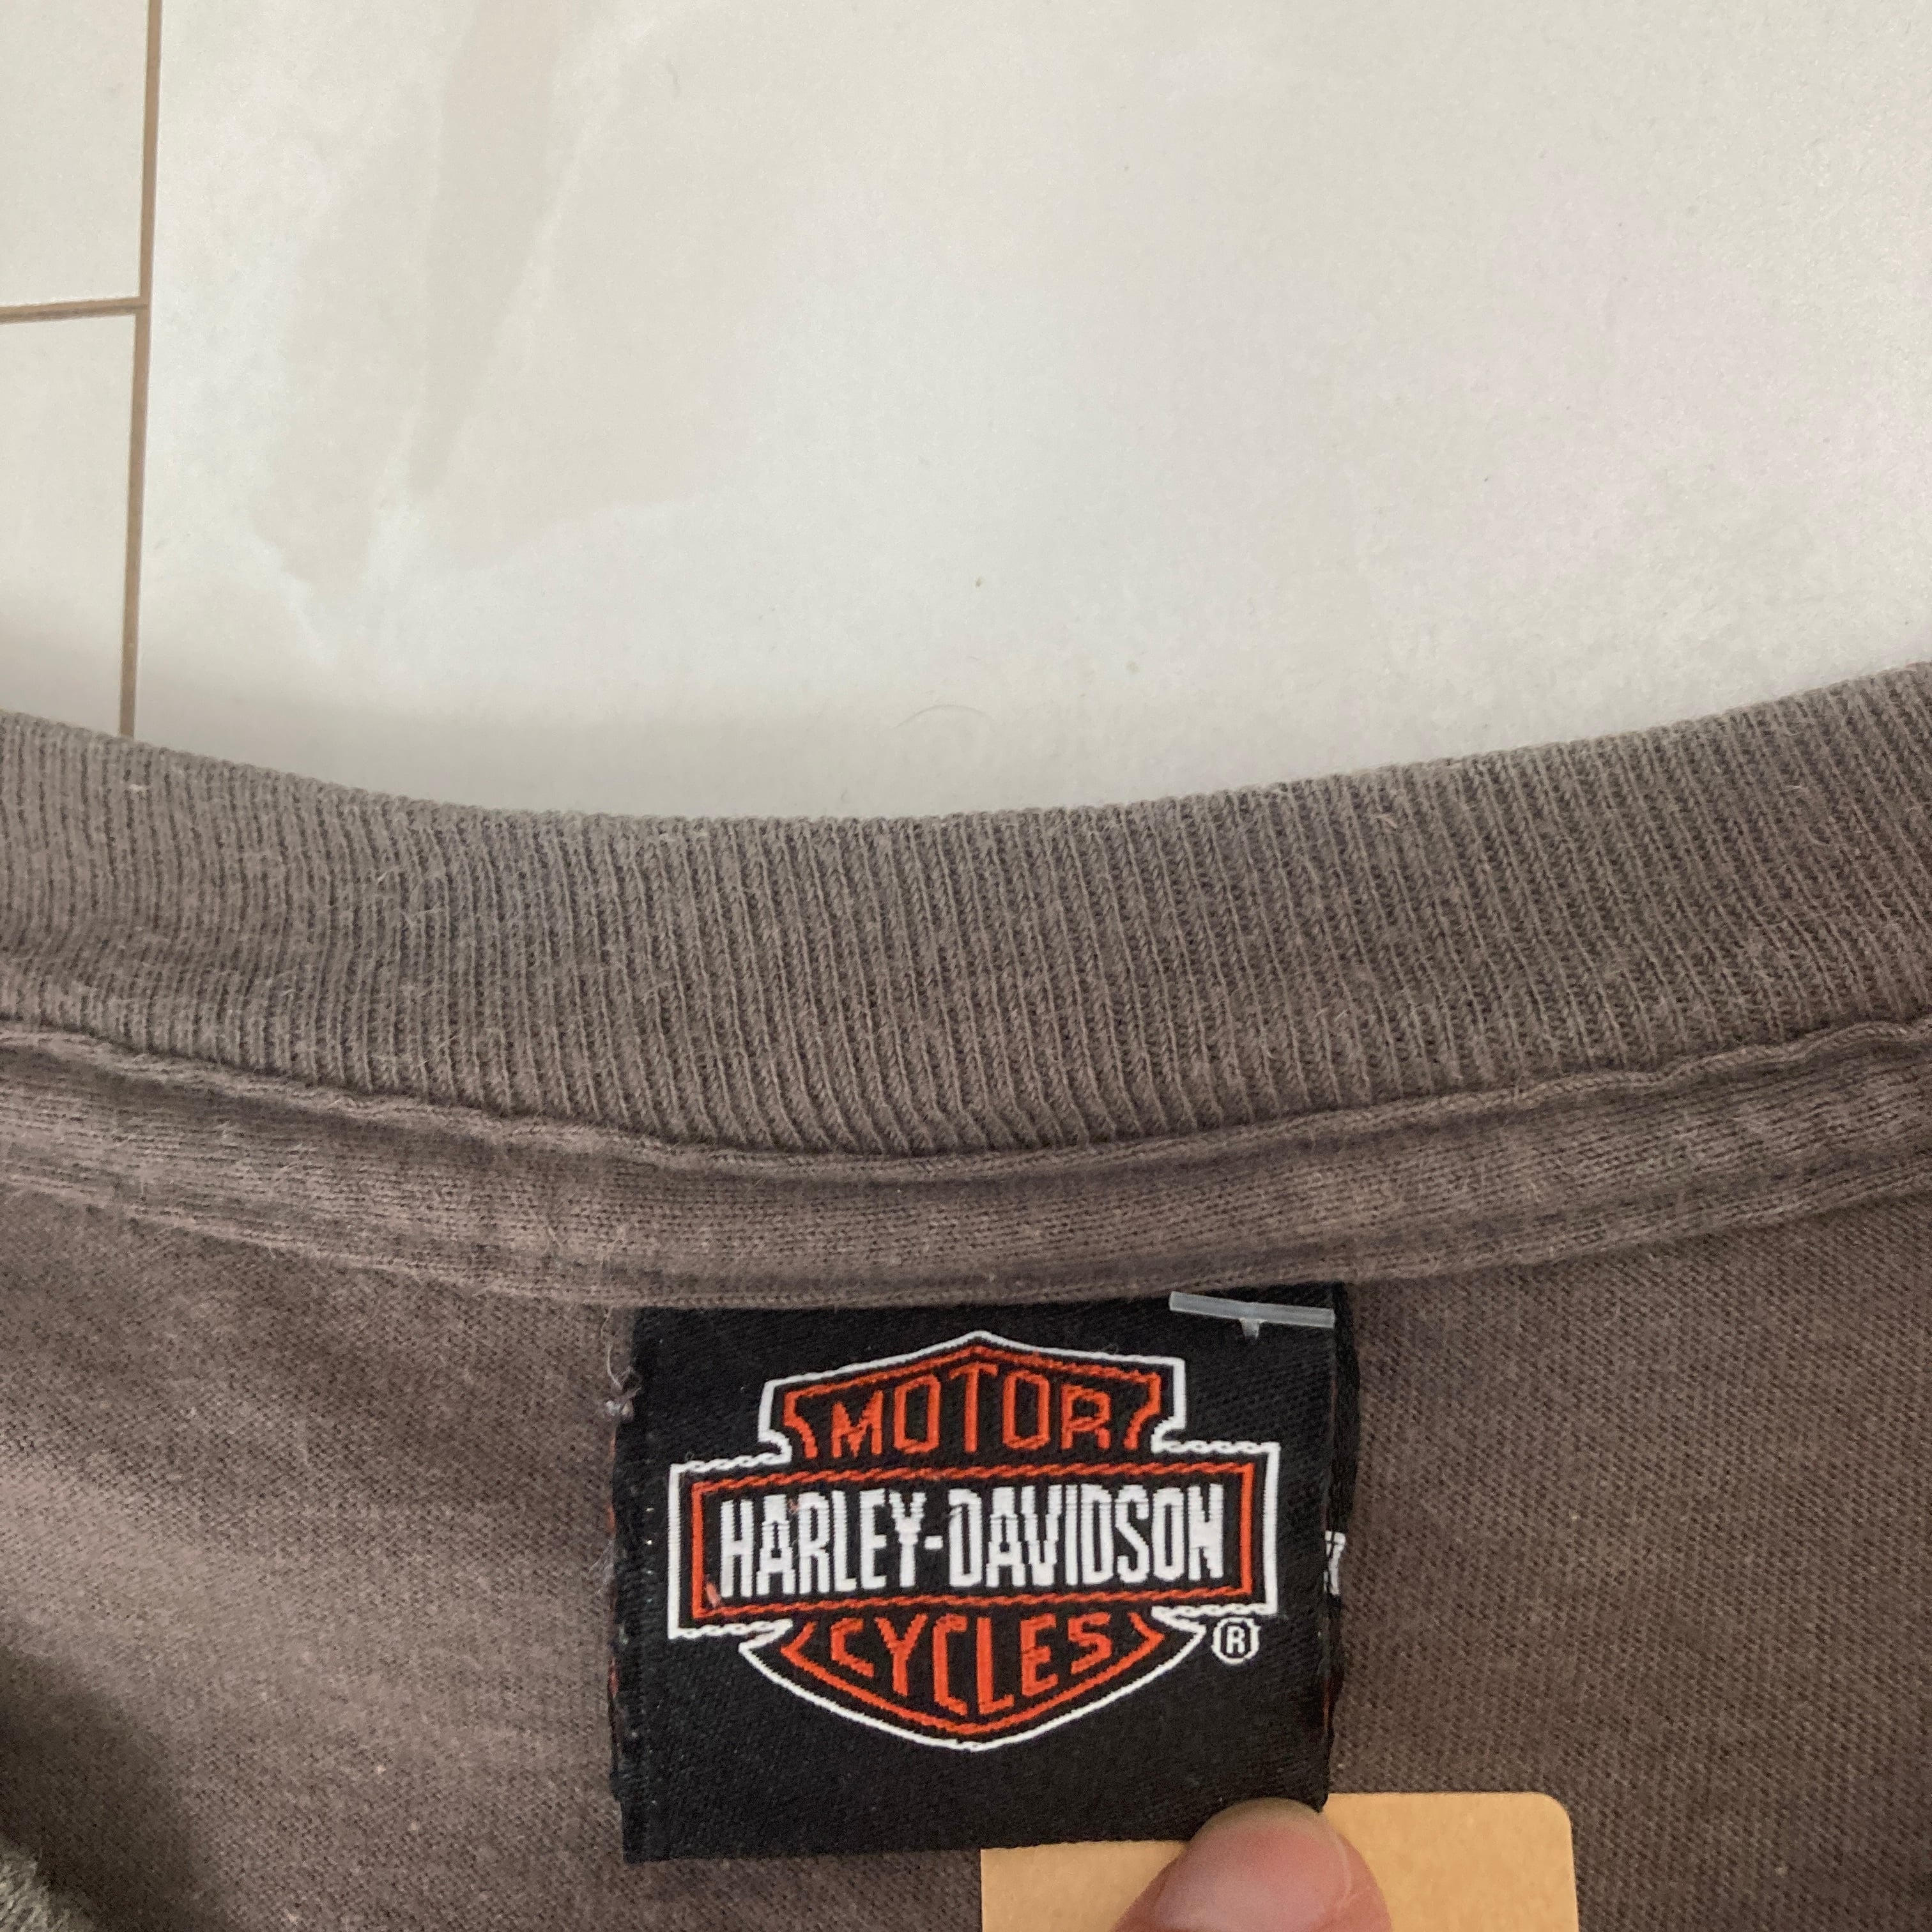 MOTOR
HARLEY-DAVIDSON
CYCLES
®